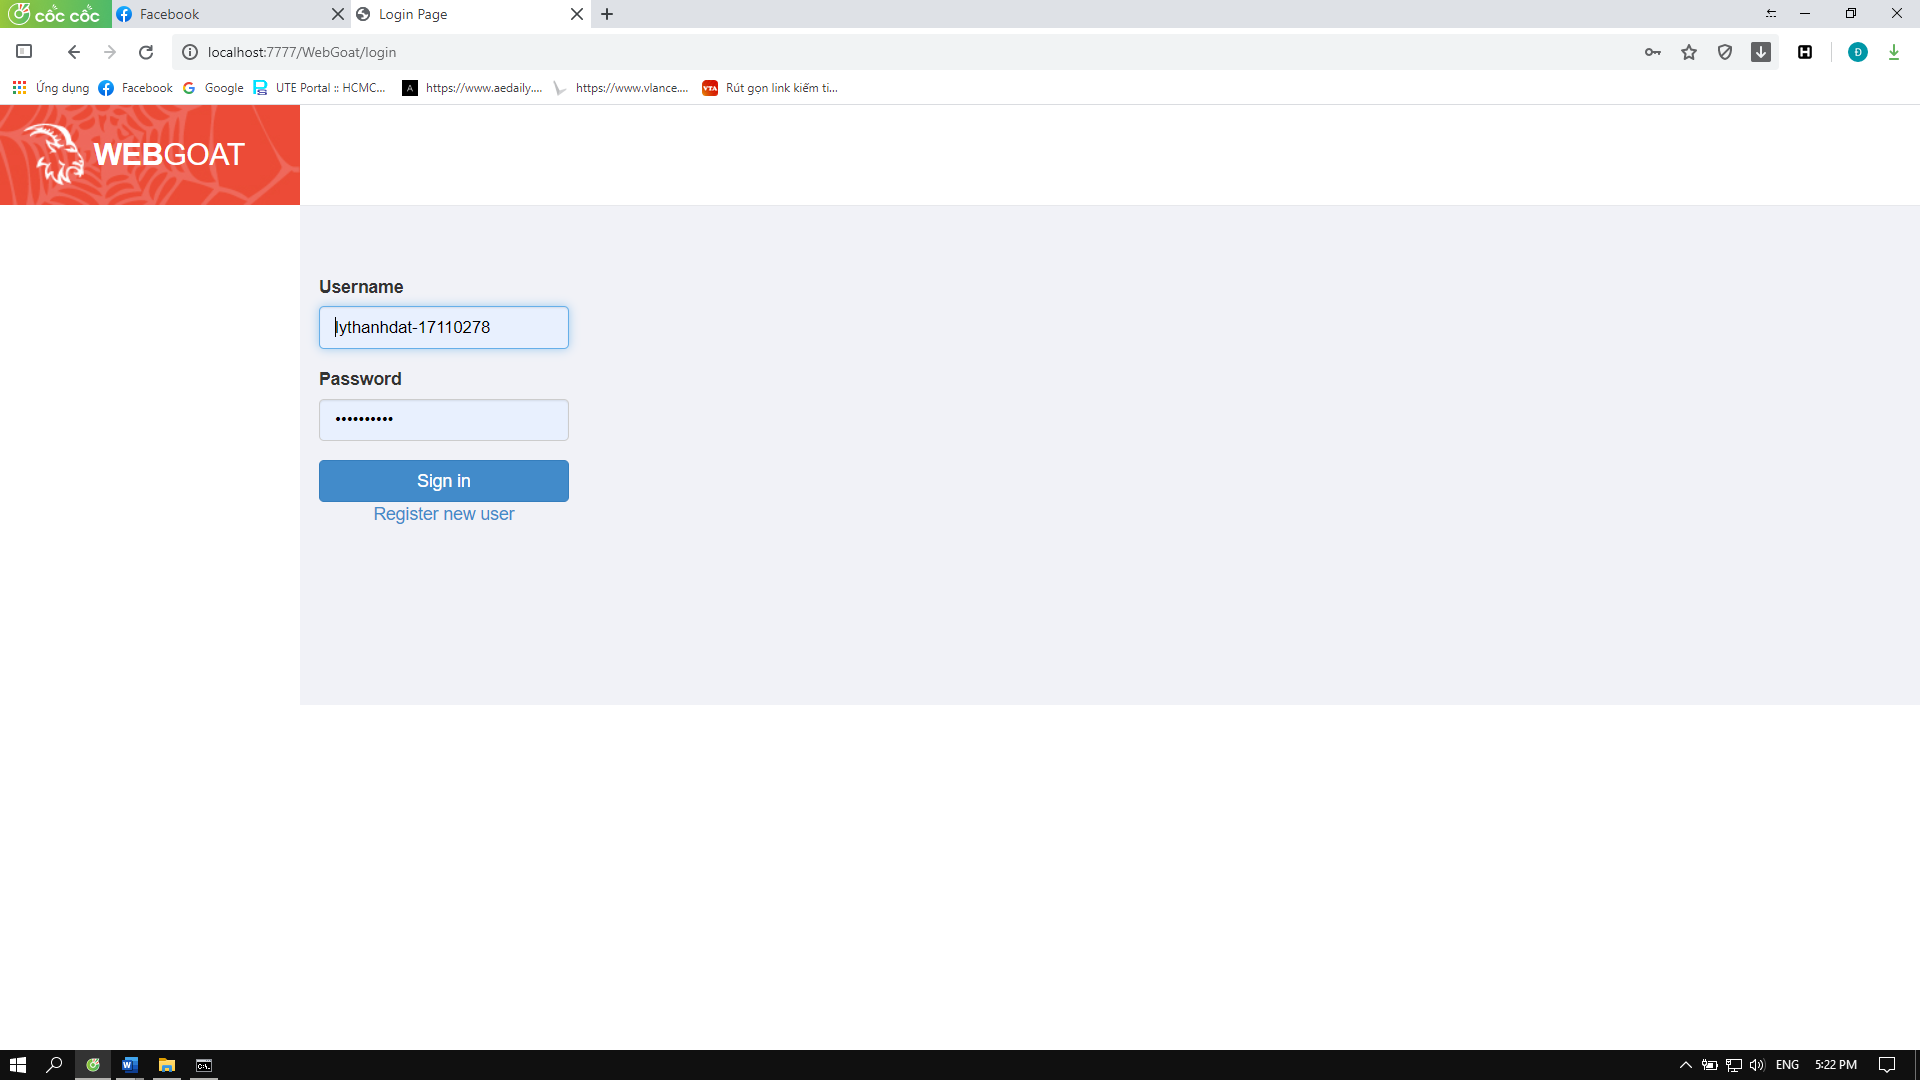 cốc cốc
Facebook
Login Page
localhost:7777/WebGoat/login
Đ
Ứng dụng
Facebook
Google
UTE Portal :: HCMC...
A
https://www.aedaily....
https://www.vlance....
VTA
Rút gọn link kiếm ti...
WEBGOAT
Username
lythanhdat-17110278
Password
••••••••••
Sign in
Register new user
ENG
5:22 PM